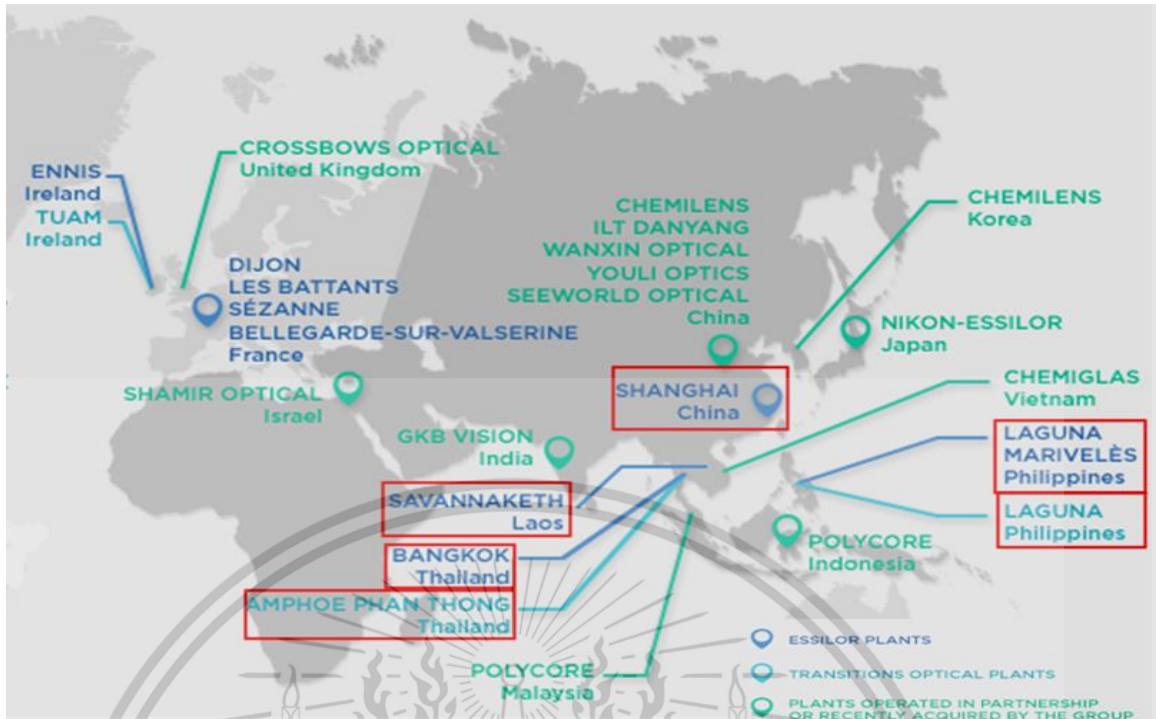 ENNIS
Ireland
TUAM
Ireland
CROSSBOWS OPTICAL
United Kingdom
DIJON
LES BATTANTS
SÉZANNE
BELLEGARDE-SUR-VALSERINE
France
SHAMIR OPTICAL
Israel
GKB VISION
India
CHEMILENS
ILT DANYANG
WANXIN OPTICAL
YOULI OPTICS
SEEWORLD OPTICAL
China
SHANGHAI
China
CHEMILENS
Korea
NIKON-ESSILOR
Japan
CHEMIGLAS
Vietnam
LAGUNA
MARIVELÈS
Philippines
LAGUNA
Philippines
SAVANNAKETH
Laos
BANGKOK
Thailand
AMPHOE PHAN THONG
Thailand
POLYCORE
Malaysia
POLYCORE
Indonesia
ESSILOR PLANTS
TRANSITIONS OPTICAL PLANTS
PLANTS OPERATED IN PARTNERSHIP
OR RECENTLY ACQUIRED BY THE GROUP